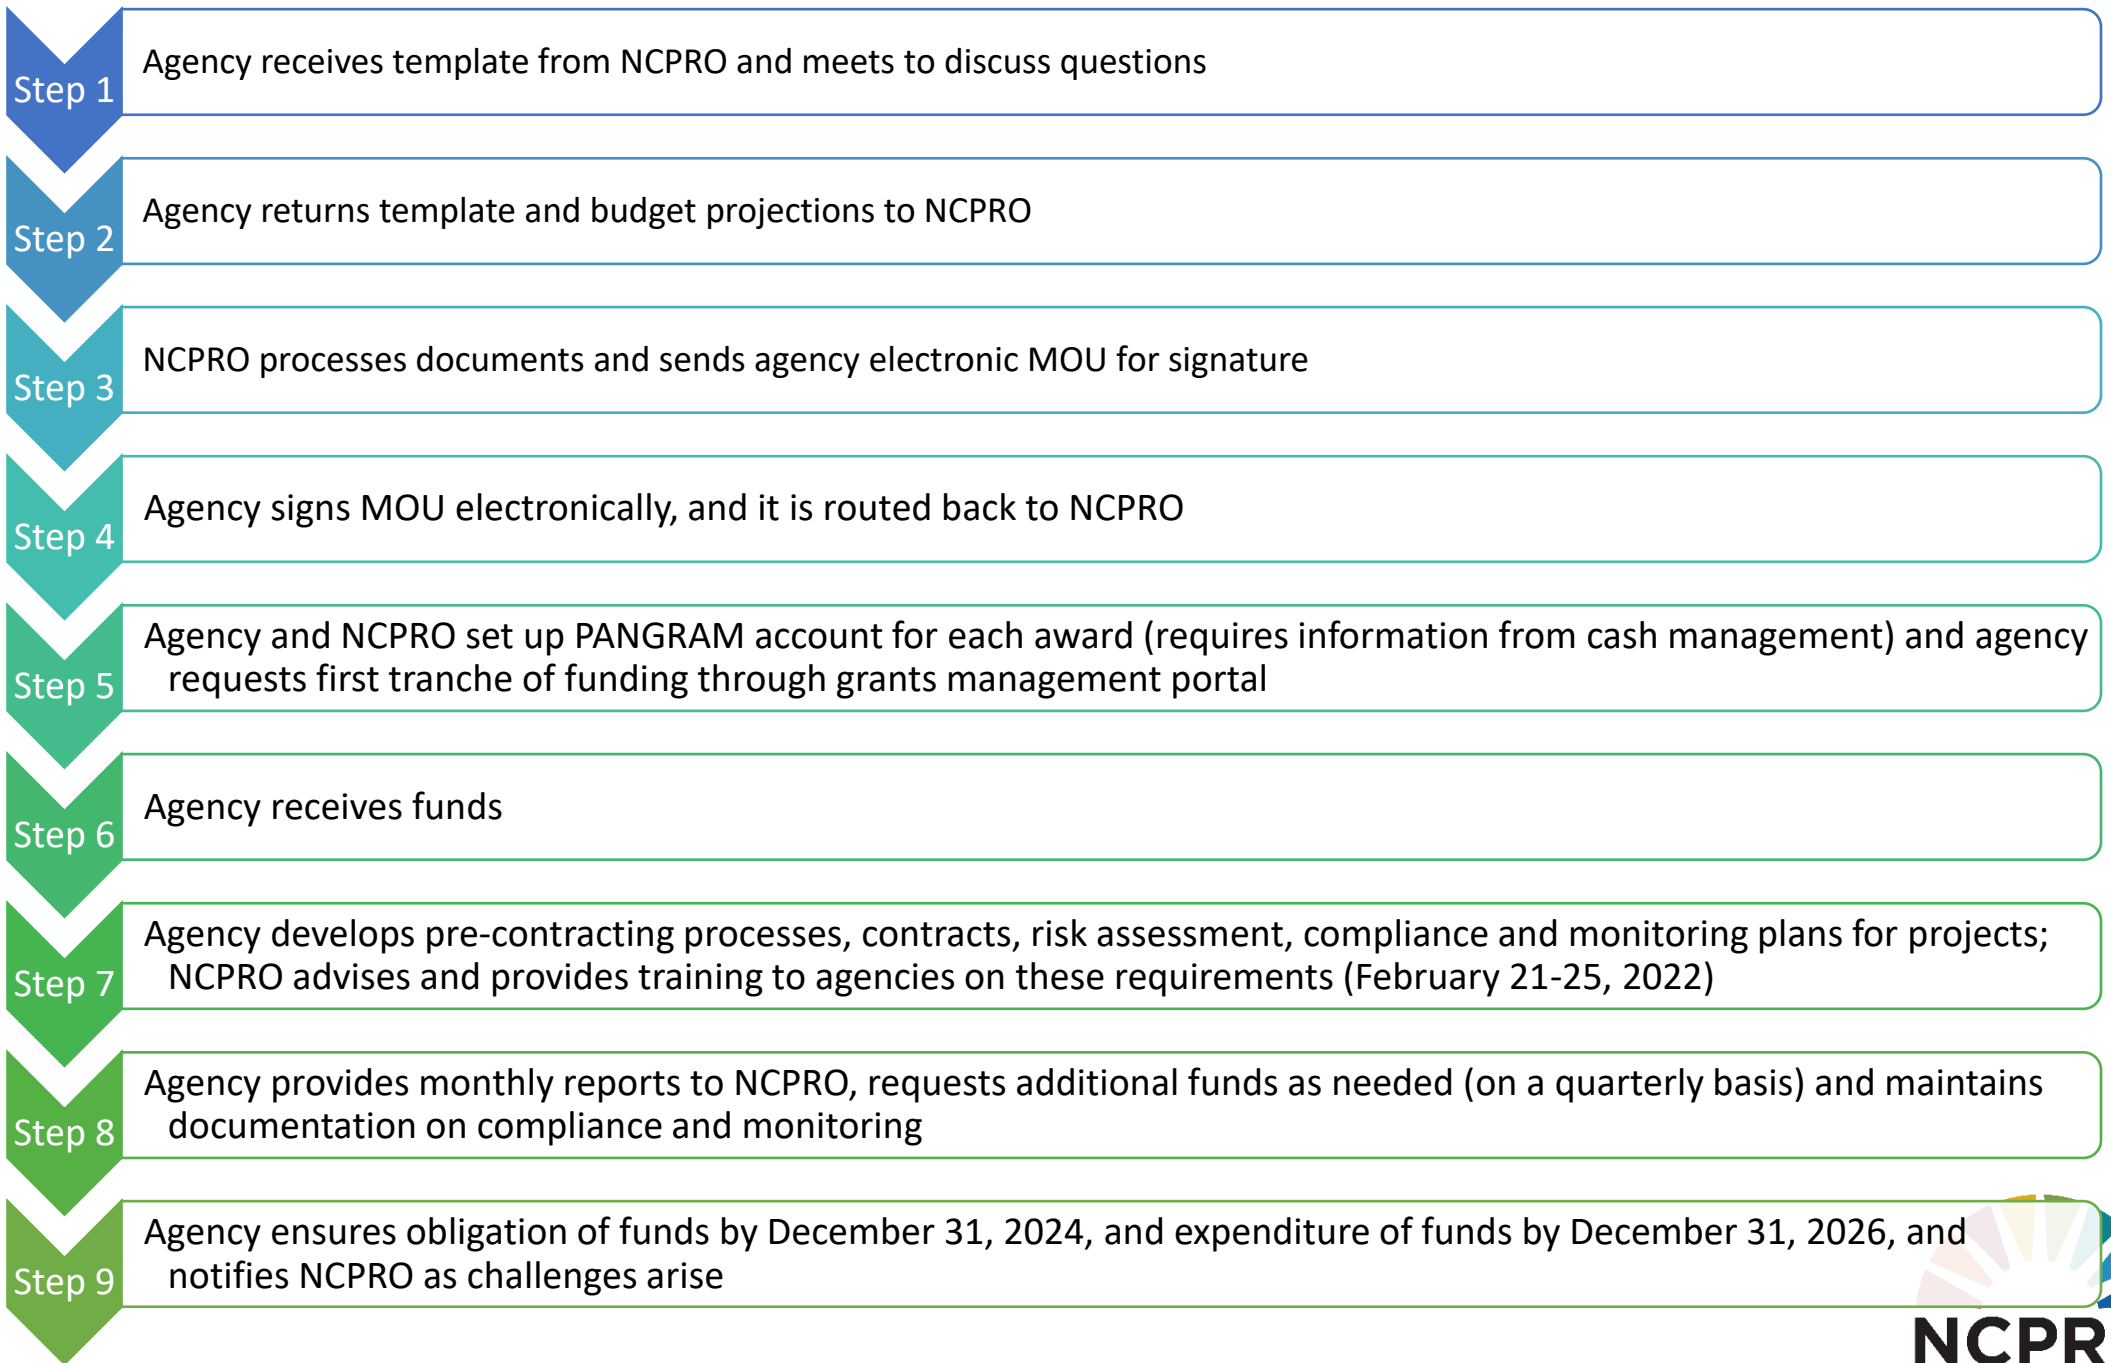 Step 1
Agency receives template from NCPRO and meets to discuss questions
Step 2
Agency returns template and budget projections to NCPRO
Step 3
NCPRO processes documents and sends agency electronic MOU for signature
Step 4
Agency signs MOU electronically, and it is routed back to NCPRO
Step 5
Agency and NCPRO set up PANGRAM account for each award (requires information from cash management) and agency
requests first tranche of funding through grants management portal
Step 6
Agency receives funds
Step 7
Agency develops pre-contracting processes, contracts, risk assessment, compliance and monitoring plans for projects;
NCPRO advises and provides training to agencies on these requirements (February 21-25, 2022)
Step 8
Agency provides monthly reports to NCPRO, requests additional funds as needed (on a quarterly basis) and maintains
documentation on compliance and monitoring
Step 9
Agency ensures obligation of funds by December 31, 2024, and expenditure of funds by December 31, 2026, and
notifies NCPRO as challenges arise
NCPR